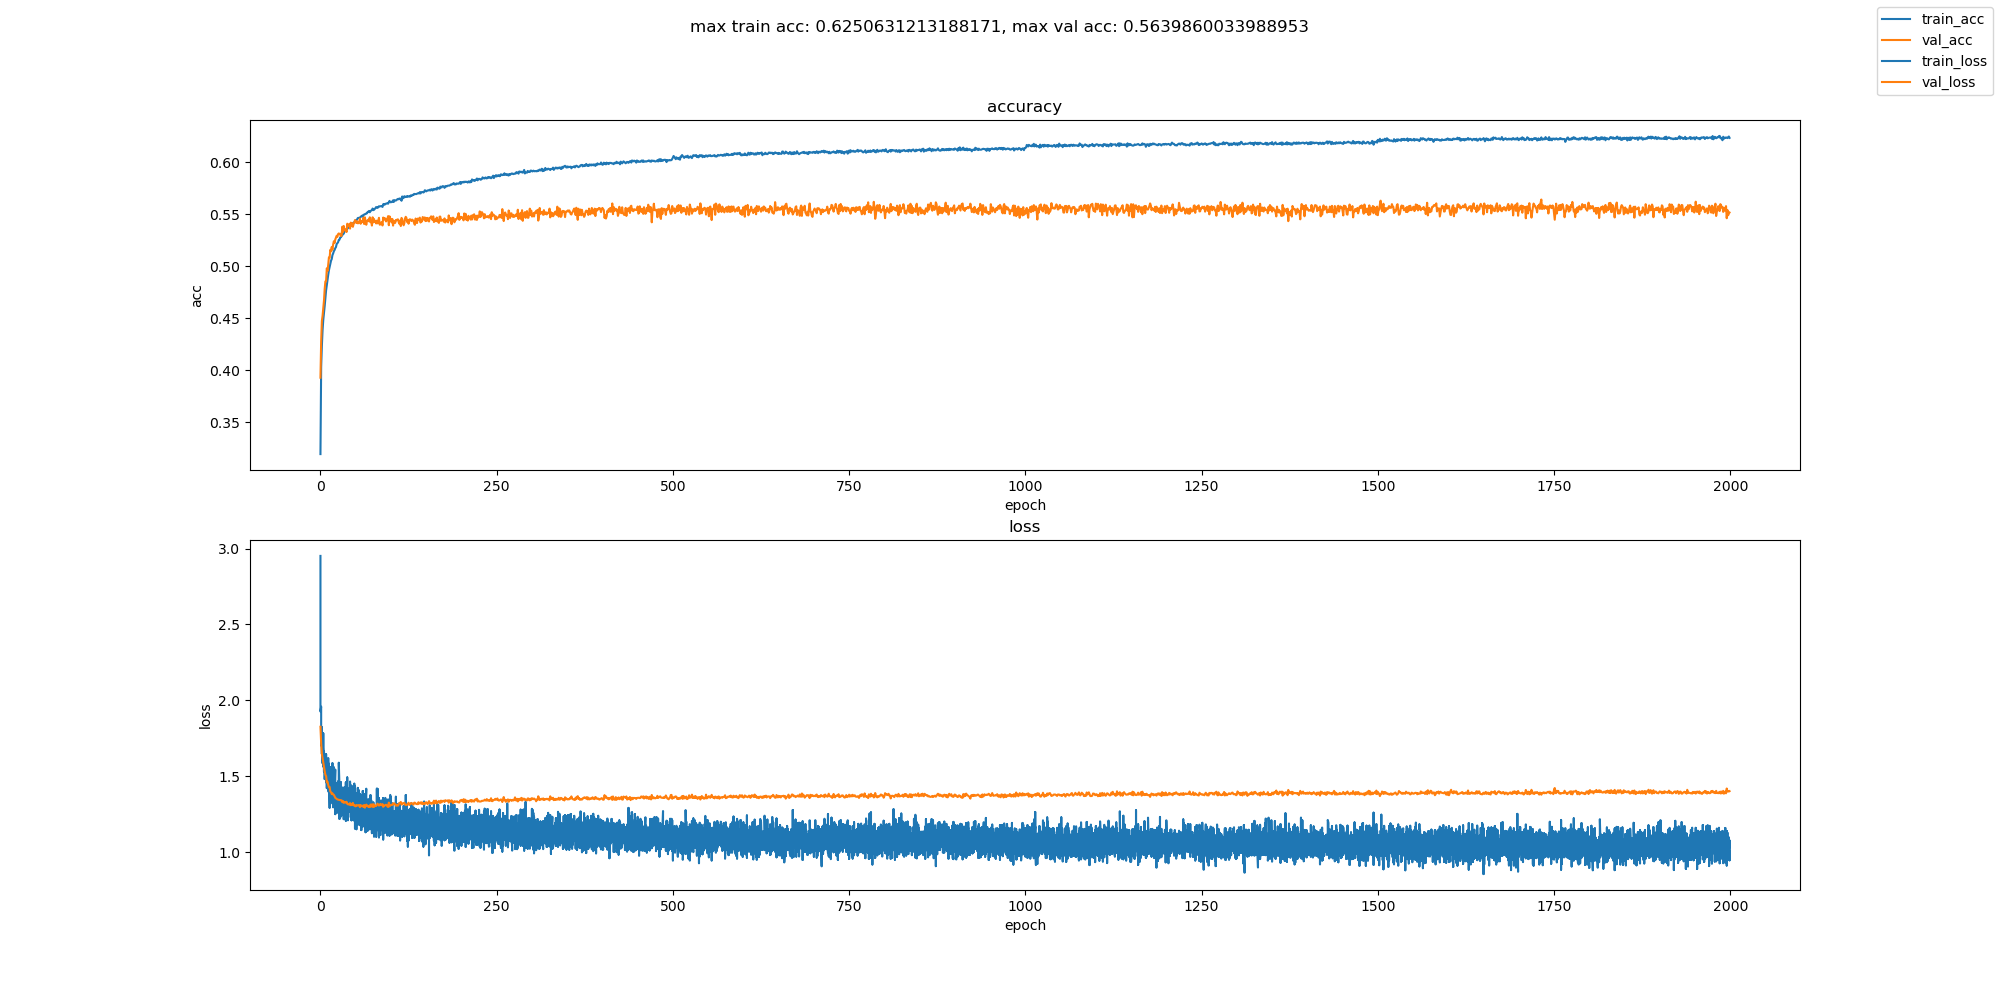 max train acc: 0.6250631213188171, max val acc: 0.5639860033988953
train_acc
val_acc
train_loss
val_loss
accuracy
0.60
0.55
0.50
0.45
0.40
0.35
acc
0 250 500 750 1000 1250 1500 1750 2000
epoch
loss
3.0
2.5
2.0
1.5
1.0
loss
0 250 500 750 1000 1250 1500 1750 2000
epoch